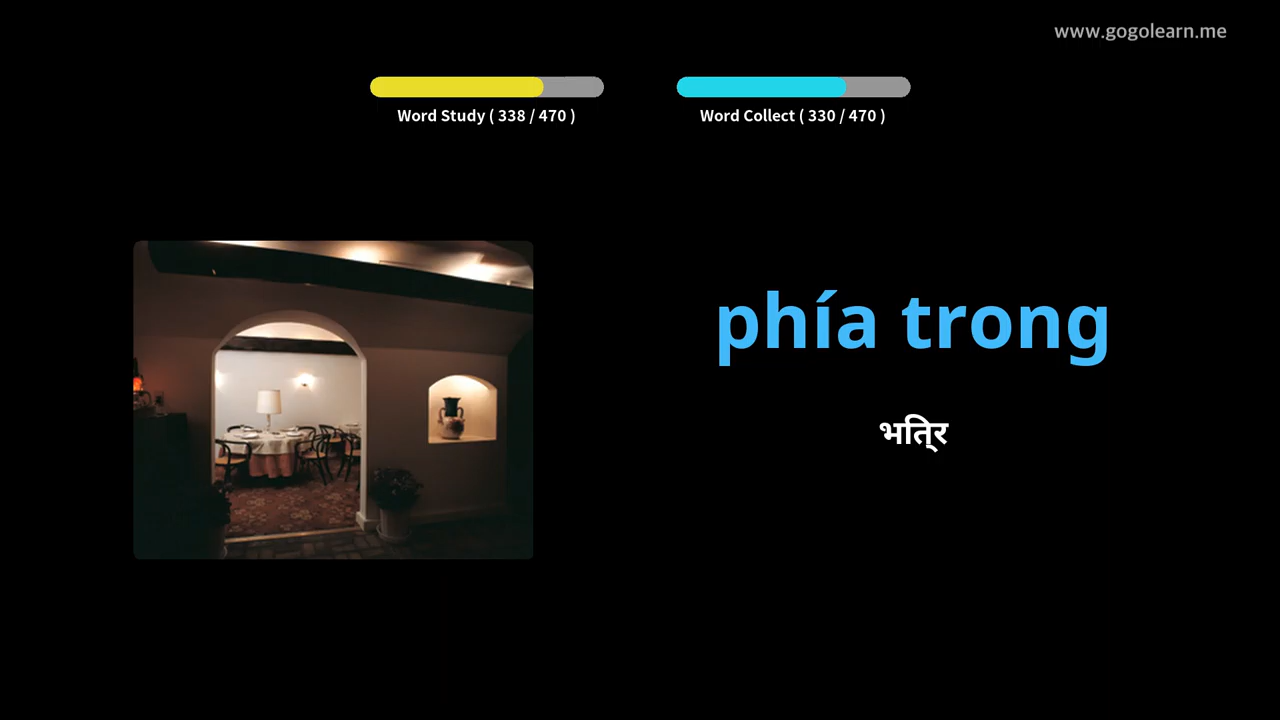 www.gogolearn.me
Word Study ( 338 / 470 )
Word Collect ( 330 / 470 )
phía trong
भित्र